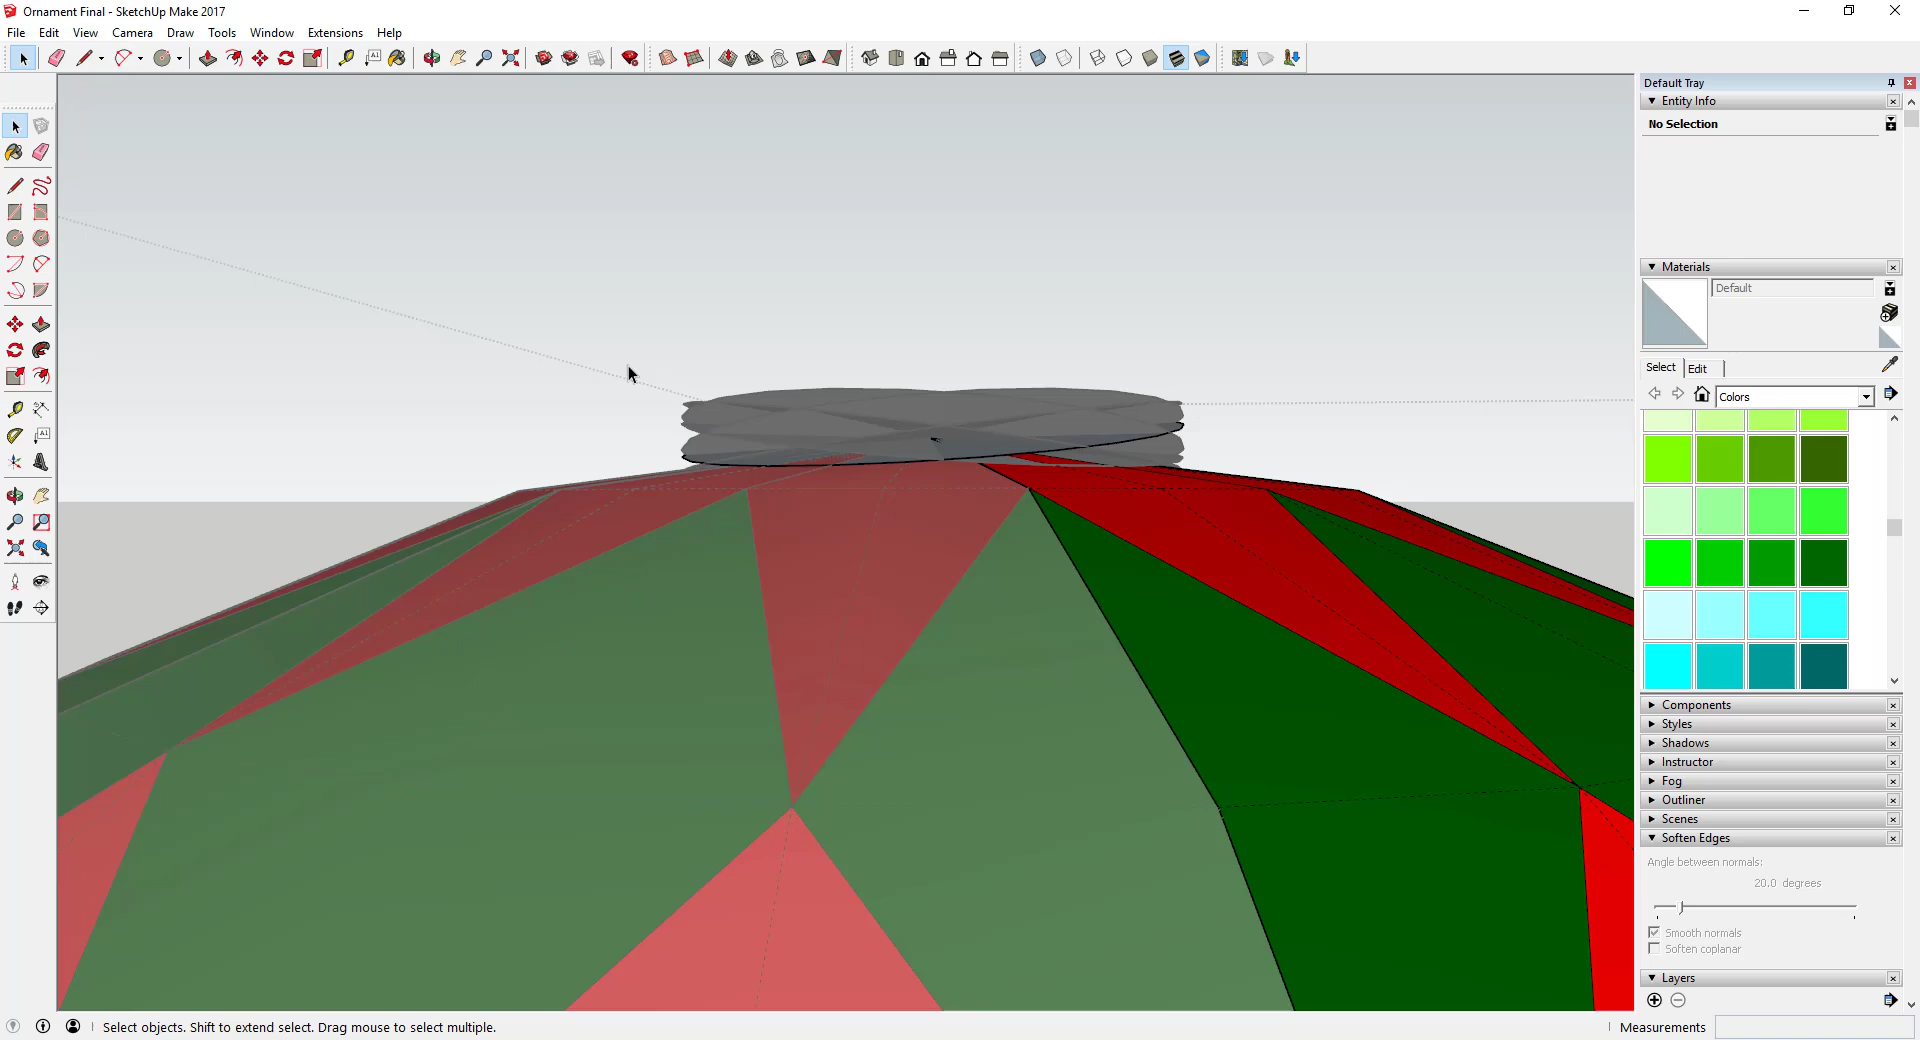 Ornament Final - SketchUp Make 2017
File Edit View Camera Draw Tools Window Extensions Help
Default Tray
Entity Info
No Selection
Materials
Default
Select Edit
Colors
Components
Styles
Shadows
Instructor
Fog
Outliner
Scenes
Soften Edges
Angle between normals:
20.0 degrees
Smooth normals
Soften coplanar
Layers
Select objects. Shift to extend select. Drag mouse to select multiple.
Measurements